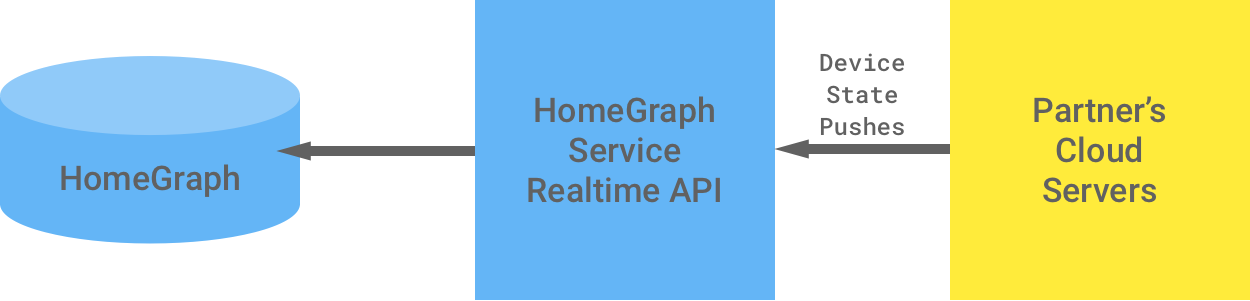 HomeGraph
HomeGraph
Service
Realtime API
Device
State
Pushes
Partner’s
Cloud
Servers